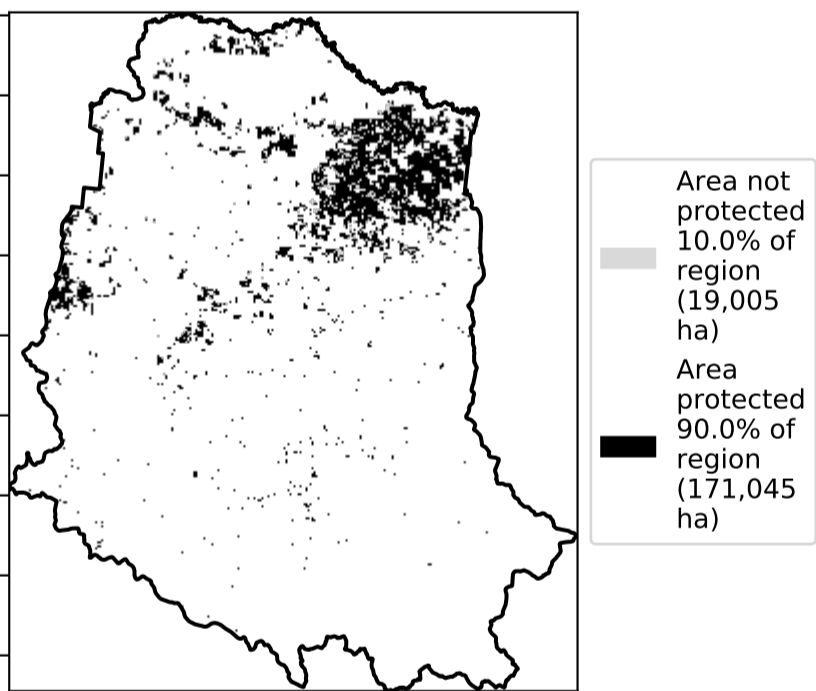 Area not
protected
10.0% of
region
(19,005
ha)
Area
protected
90.0% of
region
(171,045
ha)